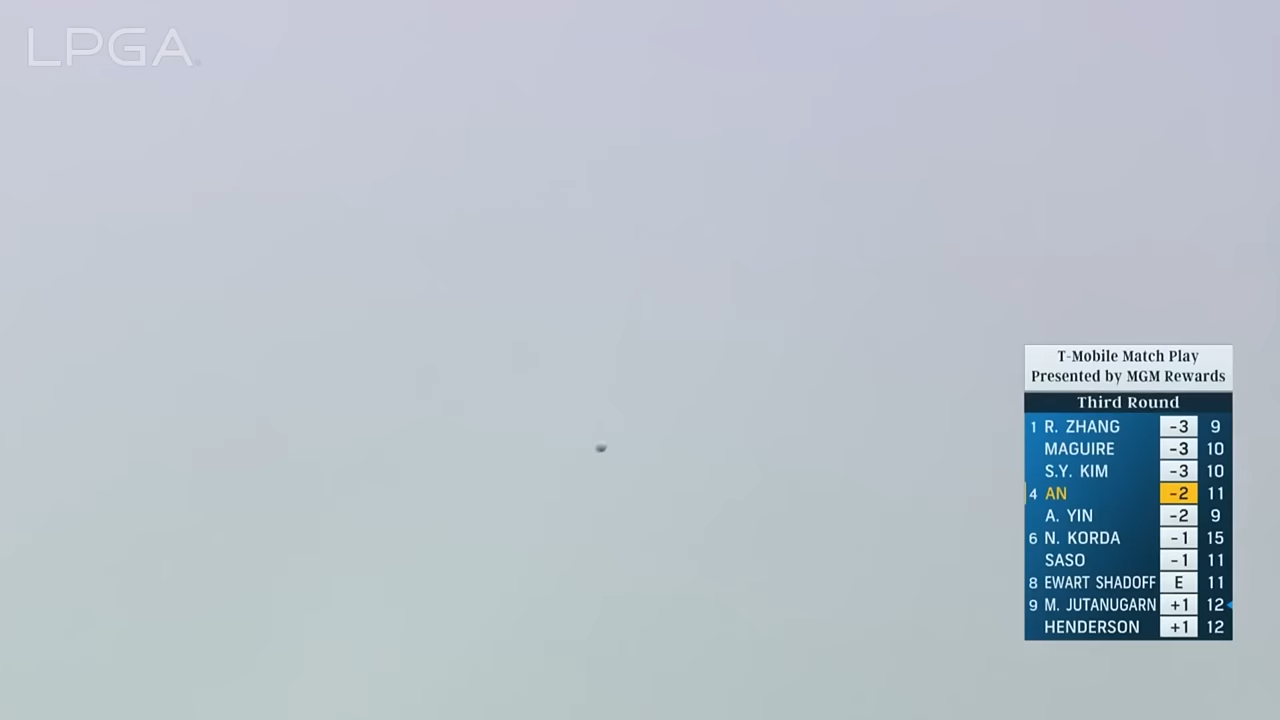 LPGA
T-Mobile Match Play
Presented by MGM Rewards
Third Round
1 R. ZHANG -3 9
MAGUIRE -3 10
S.Y. KIM -3 10
4 AN -2 11
A. YIN -2 9
6 N. KORDA -1 15
SASO -1 11
8 EWART SHADOFF E 11
9 M. JUTANUGARN +1 12
HENDERSON +1 12